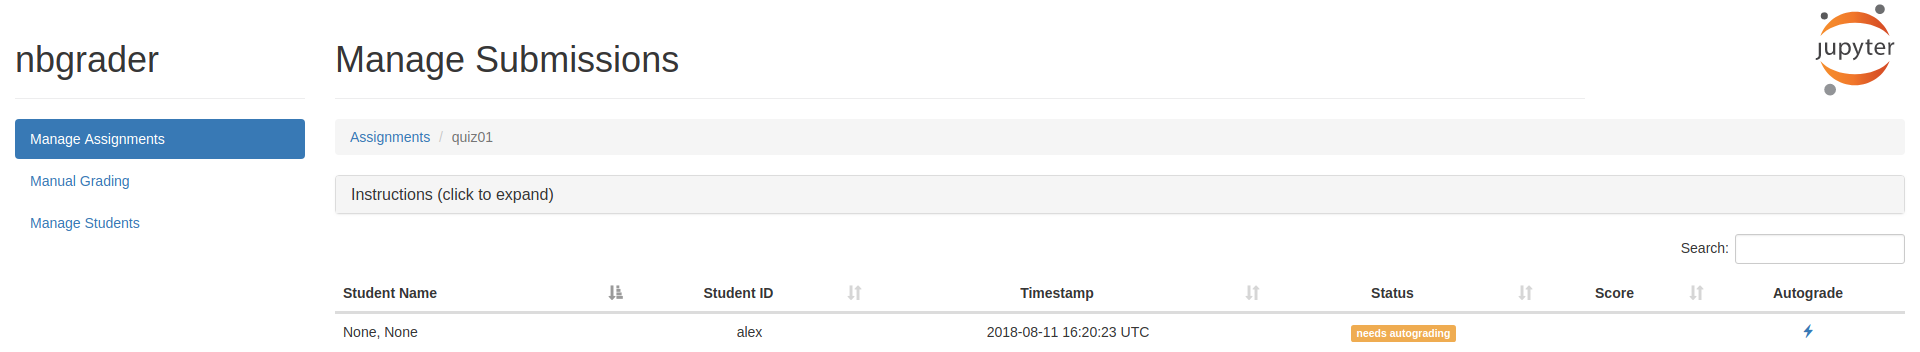 nbgrader
Manage Submissions
jupyter
Manage Assignments
Manual Grading
Manage Students
Assignments / quiz01
Instructions (click to expand)
Search:
Student Name Student ID Timestamp Status Score Autograde
None, None alex 2018-08-11 16:20:23 UTC needs autograding